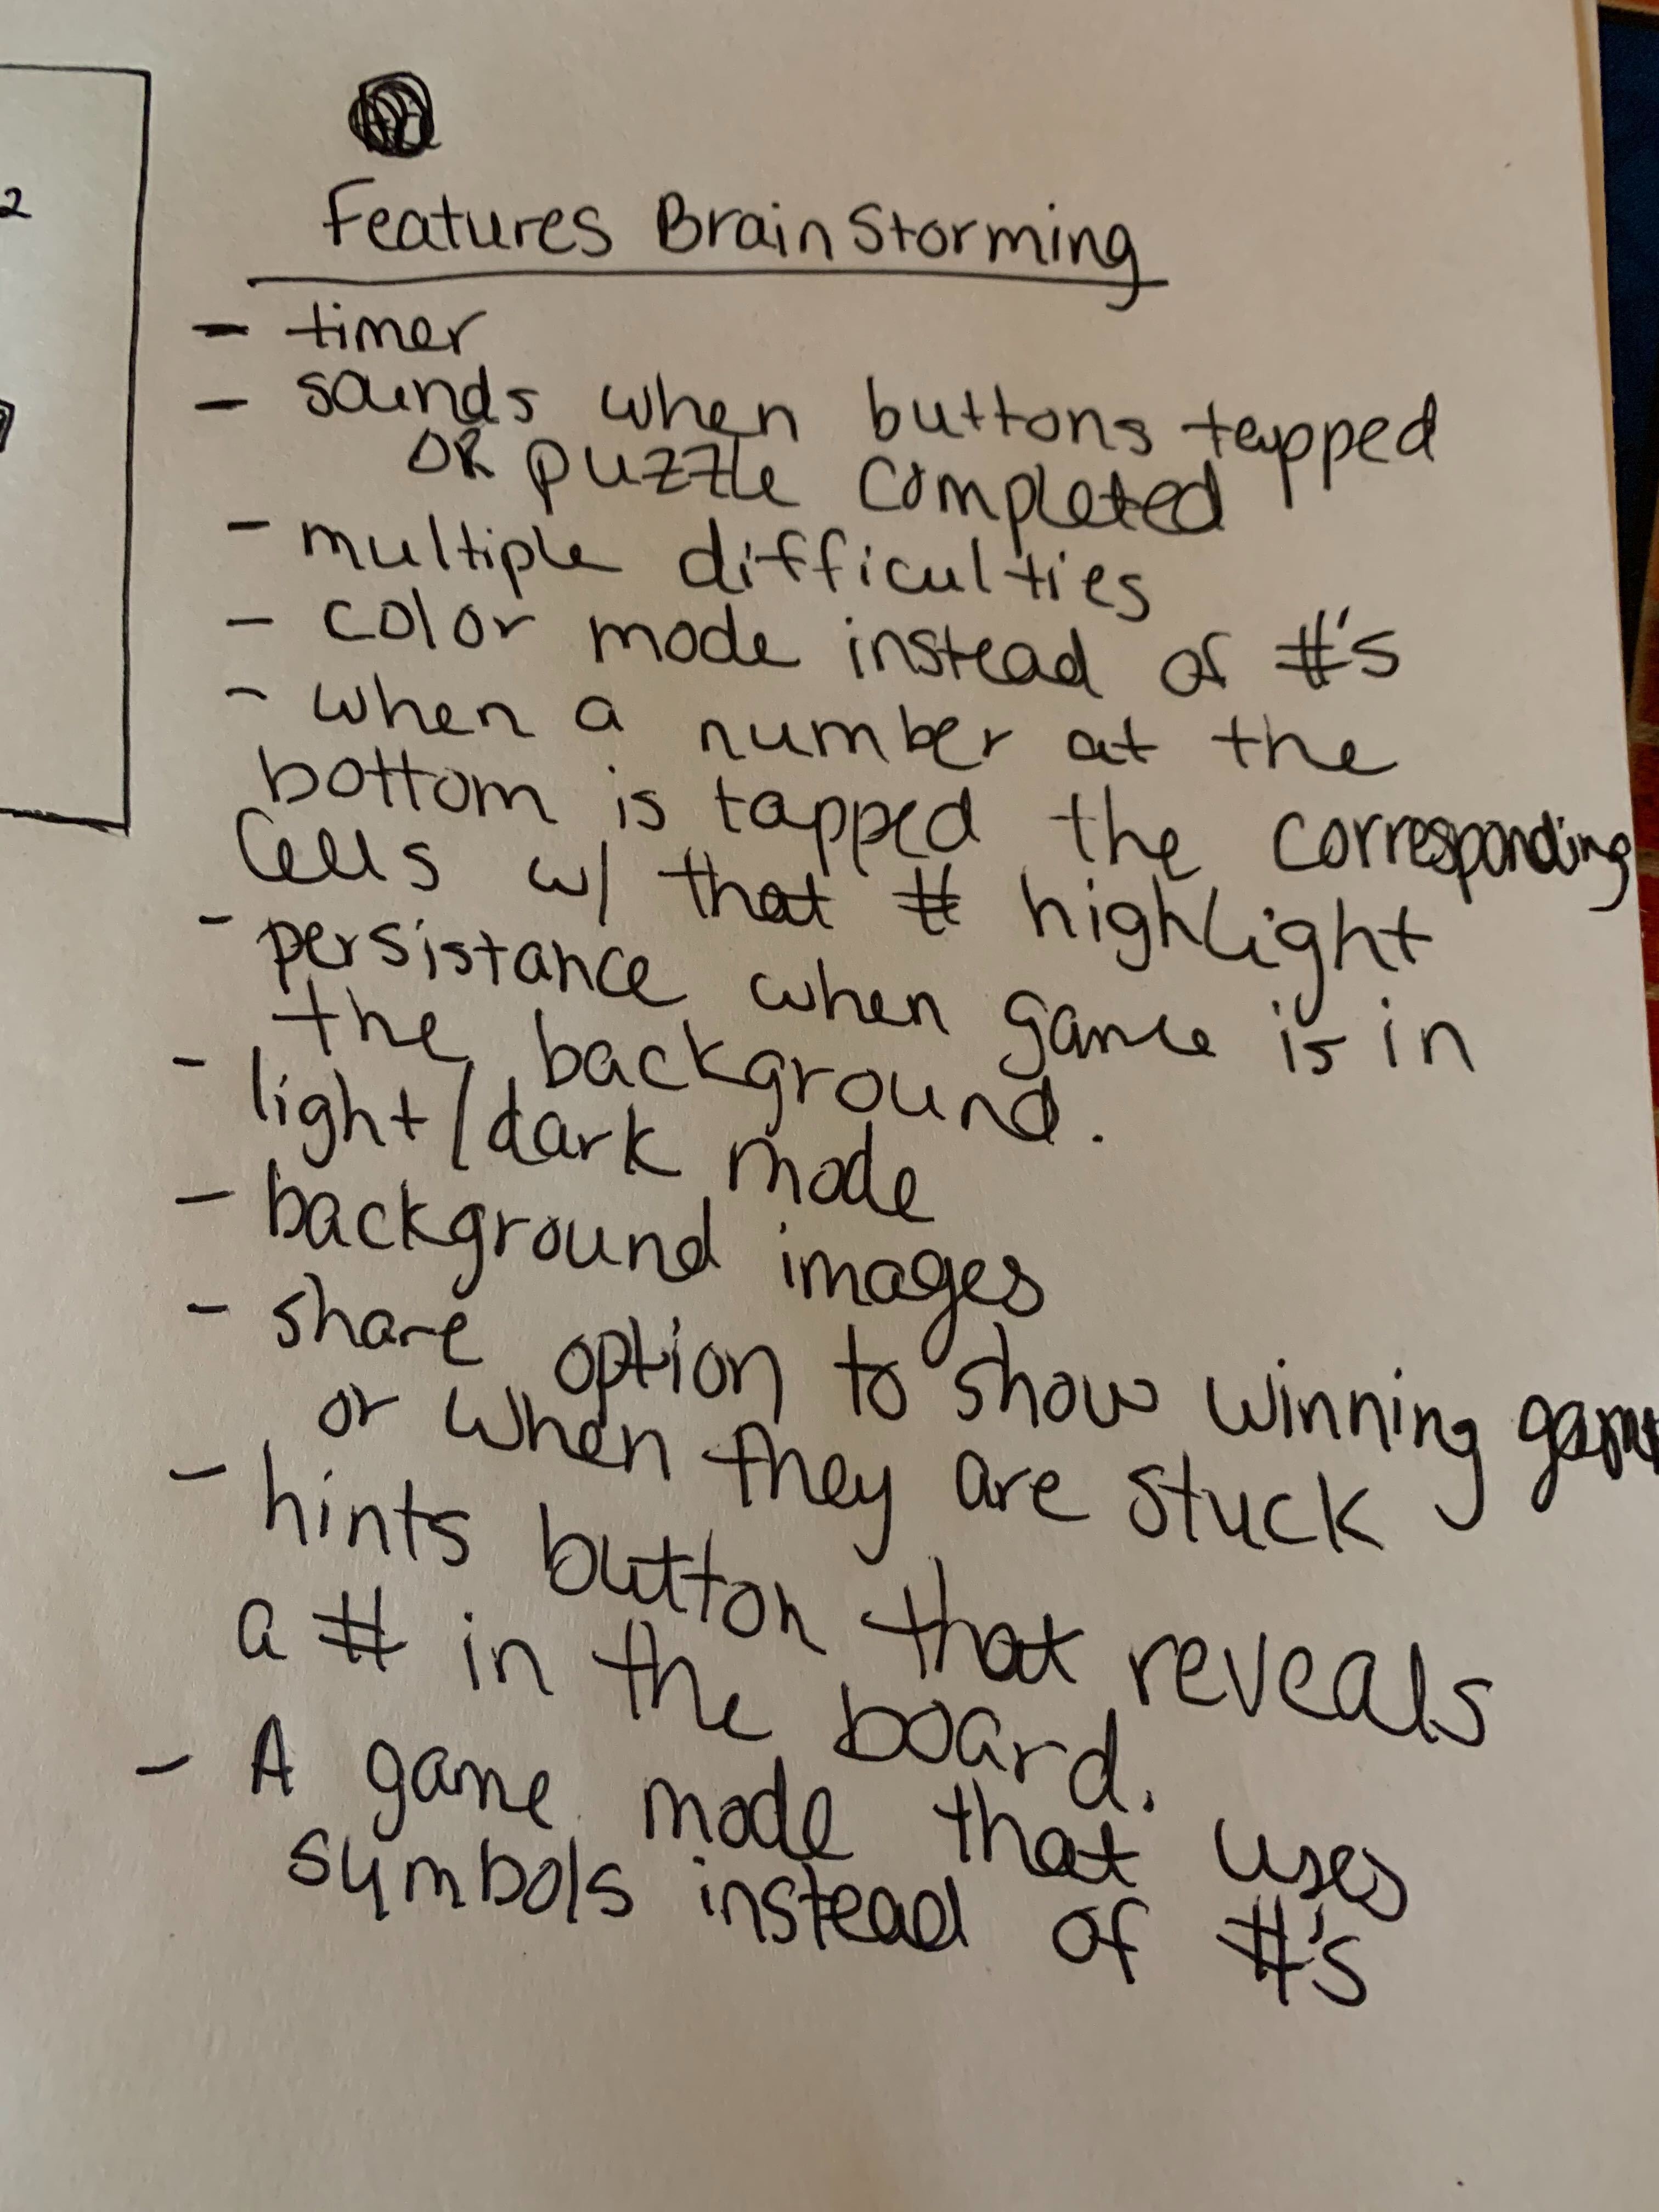 2
Features BrainStorming
- timer
- sounds when buttons tapped
OR puzzle completed
- multiple difficulties
- color mode instead of #'s
- when a number at the
bottom is tapped the corresponding
Cells w/ that # highlight
- persistance when game is in
the background.
- light/dark mode
- background images
- share option to show winning game
or when they are stuck
- hints button that reveals
a # in the board.
- A game mode that uses
symbols instead of #'s